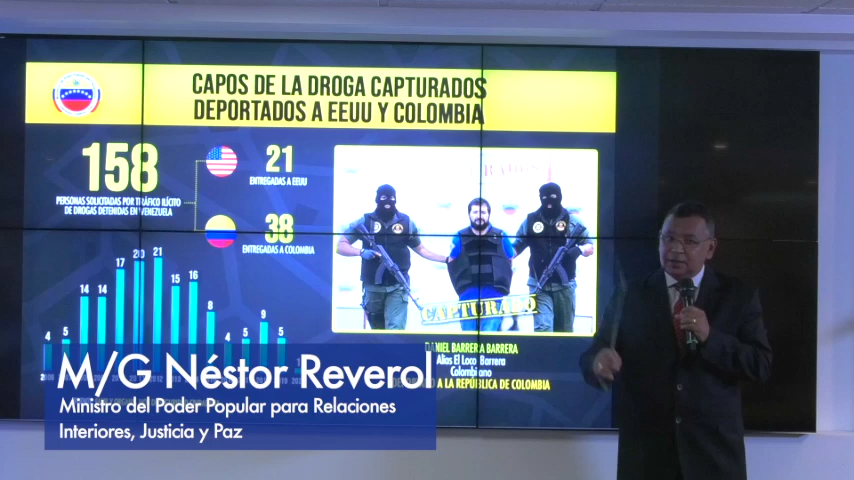 CAPOS DE LA DROGA CAPTURADOS
DEPORTADOS A EEUU Y COLOMBIA
158
PERSONAS SOLICITADAS POR TRÁFICO ILÍCITO
DE DROGAS DETENIDAS EN VENEZUELA
21
ENTREGADAS A EEUU
38
ENTREGADAS A COLOMBIA
4 5 14 14 17 20 21 15 16 8 4 5 9 5
CAPTURADO
DANIEL BARRERA BARRERA
Alias El Loco Barrera
Colombiano
A LA REPÚBLICA DE COLOMBIA
M/G Néstor Reverol
Ministro del Poder Popular para Relaciones
Interiores, Justicia y Paz